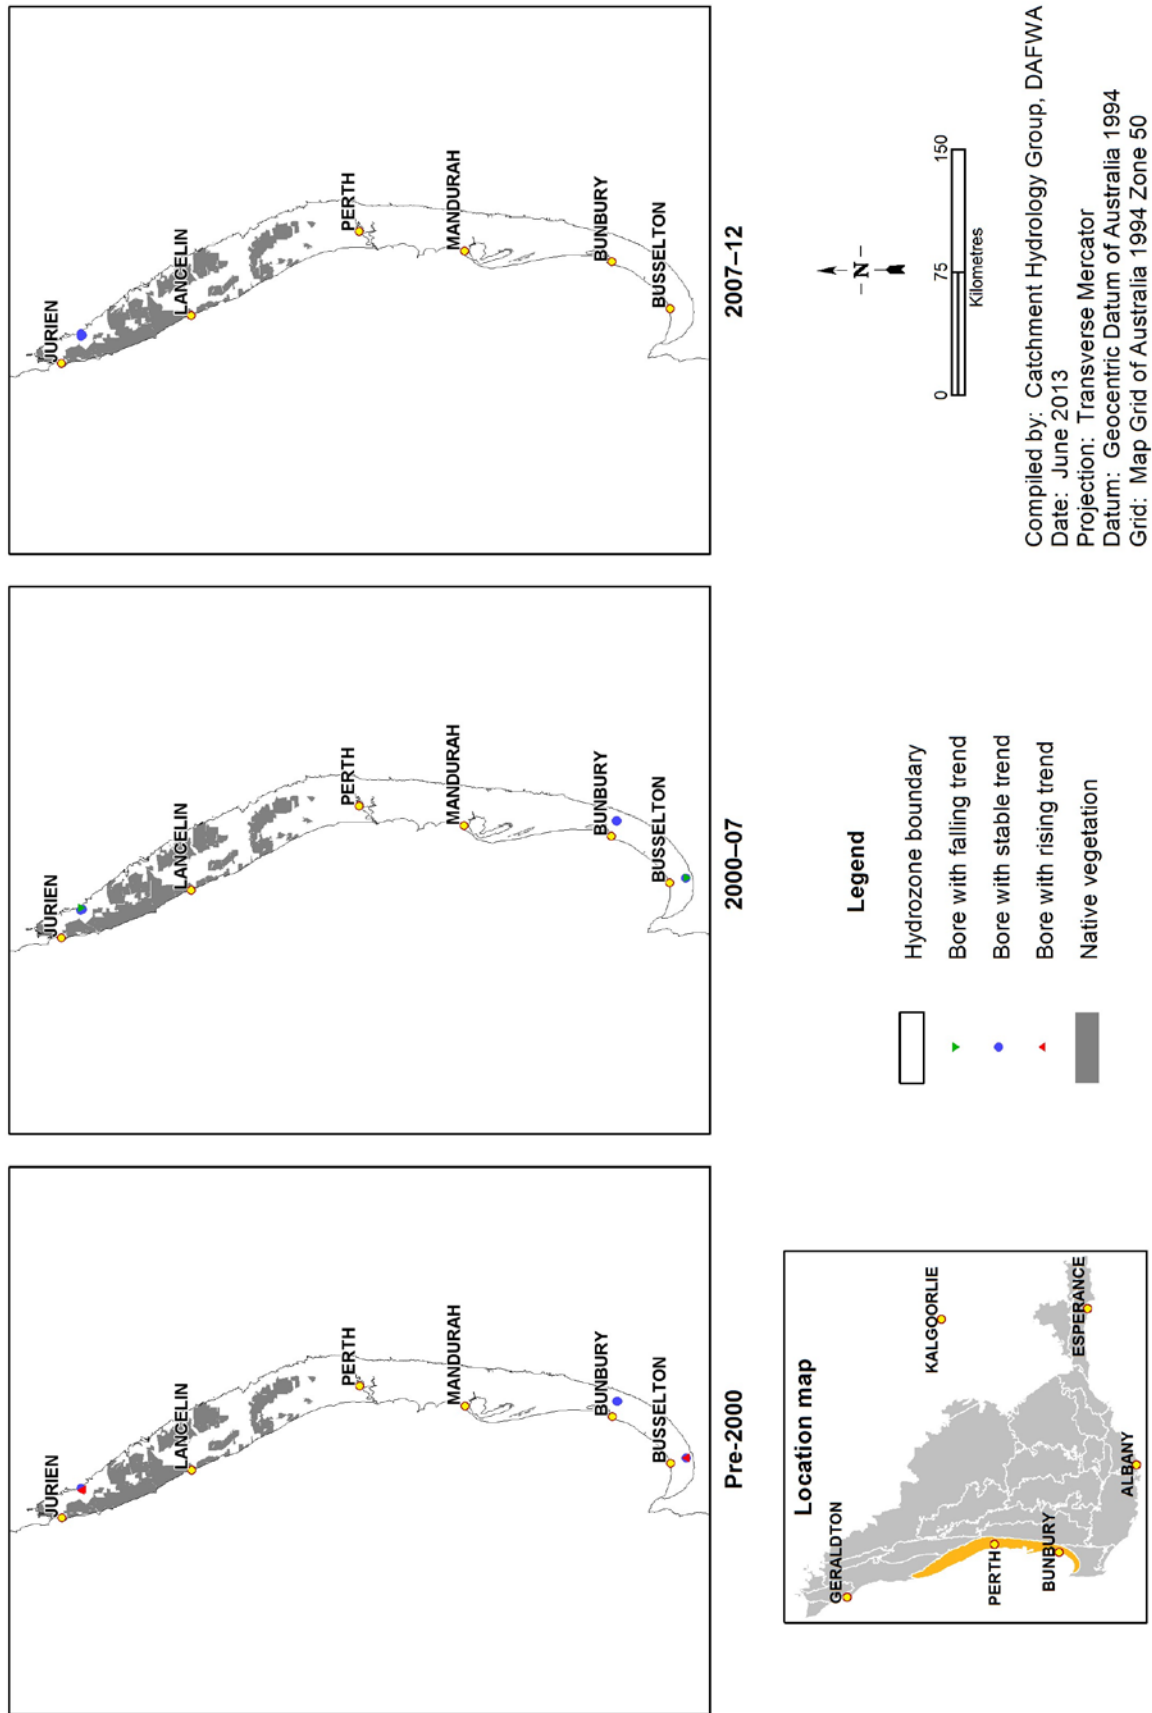 JURIEN
LANCELIN
PERTH
MANDURAH
BUNBURY
BUSSELTON
Pre-2000
JURIEN
LANCELIN
PERTH
MANDURAH
BUNBURY
BUSSELTON
2000–07
JURIEN
LANCELIN
PERTH
MANDURAH
BUNBURY
BUSSELTON
2007–12
Location map
GERALDTON
KALGOORLIE
PERTH
BUNBURY
ESPERANCE
ALBANY
Legend
Hydrozone boundary
Bore with falling trend
Bore with stable trend
Bore with rising trend
Native vegetation
N
0 75 150
Kilometres
Compiled by: Catchment Hydrology Group, DAFWA
Date: June 2013
Projection: Transverse Mercator
Datum: Geocentric Datum of Australia 1994
Grid: Map Grid of Australia 1994 Zone 50